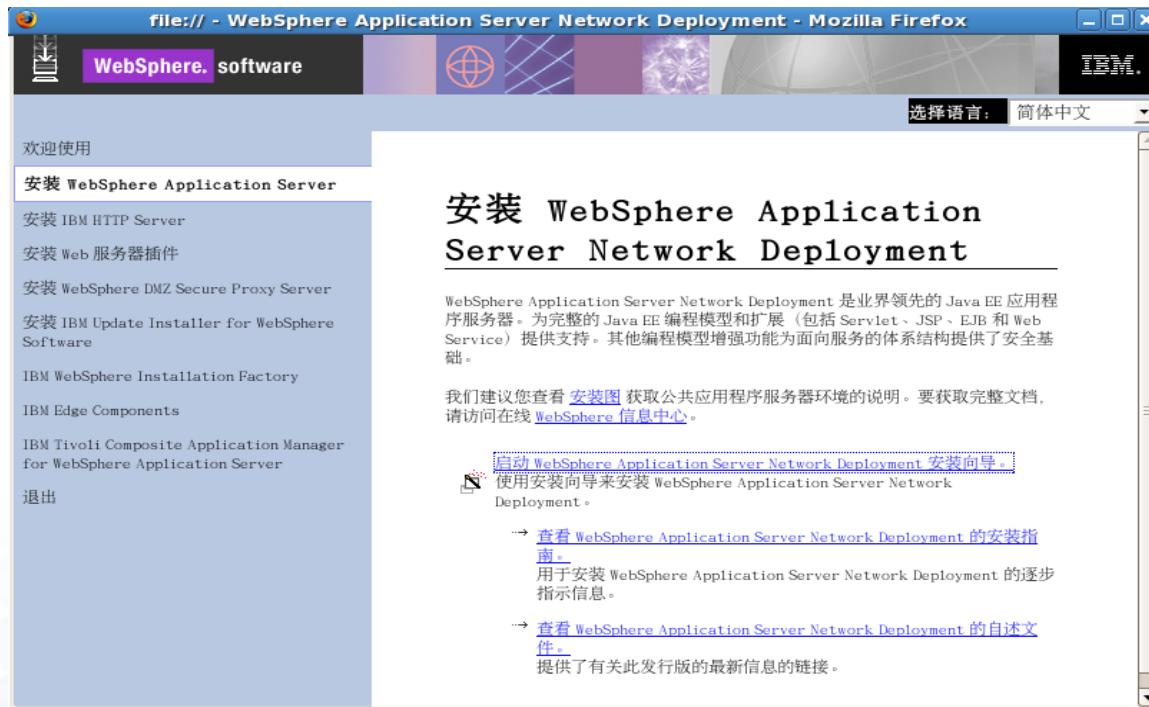 file:// - WebSphere Application Server Network Deployment - Mozilla Firefox
WebSphere. software
IBM.
选择语言：
简体中文
欢迎使用
安装 WebSphere Application Server
安装 IBM HTTP Server
安装 Web 服务器插件
安装 WebSphere DMZ Secure Proxy Server
安装 IBM Update Installer for WebSphere
Software
IBM WebSphere Installation Factory
IBM Edge Components
IBM Tivoli Composite Application Manager
for WebSphere Application Server
退出
安装 WebSphere Application
Server Network Deployment
WebSphere Application Server Network Deployment 是业界领先的 Java EE 应用程
序服务器。为完整的 Java EE 编程模型和扩展（包括 Servlet、JSP、EJB 和 Web
Service）提供支持。其他编程模型增强功能为面向服务的体系结构提供了安全基
础。
我们建议您查看 安装图 获取公共应用程序服务器环境的说明。要获取完整文档，
请访问在线 WebSphere 信息中心。
启动 WebSphere Application Server Network Deployment 安装向导。
使用安装向导来安装 WebSphere Application Server Network
Deployment。
查看 WebSphere Application Server Network Deployment 的安装指
南。
用于安装 WebSphere Application Server Network Deployment 的逐步
指示信息。
查看 WebSphere Application Server Network Deployment 的自述文
件。
提供了有关此发行版的最新信息的链接。